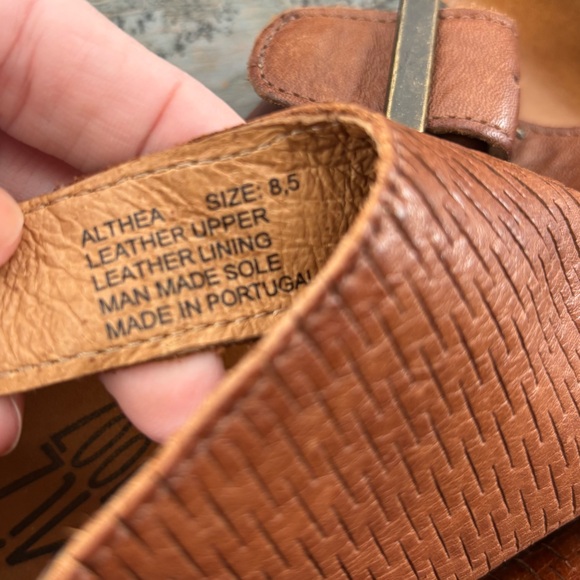 ALTHEA SIZE: 8,5
LEATHER UPPER
LEATHER LINING
MAN MADE SOLE
MADE IN PORTUGAL